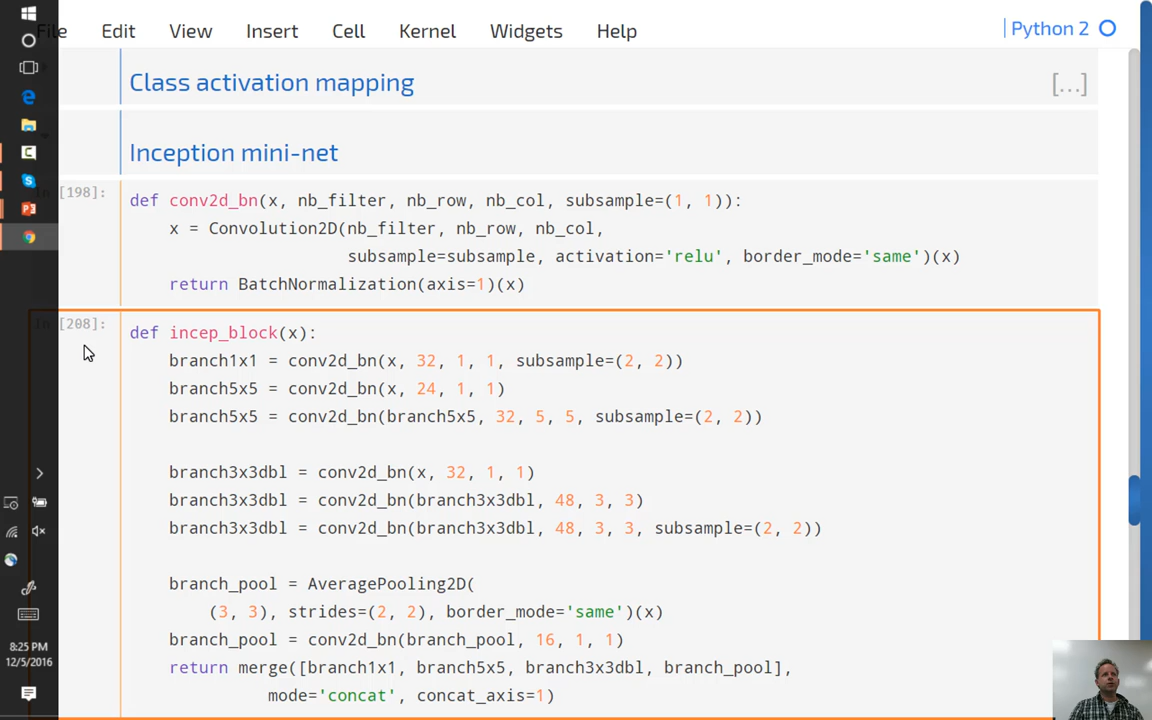 File Edit View Insert Cell Kernel Widgets Help Python 2
Class activation mapping [...]
Inception mini-net
In [198]:
def conv2d_bn(x, nb_filter, nb_row, nb_col, subsample=(1, 1)):
x = Convolution2D(nb_filter, nb_row, nb_col,
subsample=subsample, activation='relu', border_mode='same')(x)
return BatchNormalization(axis=1)(x)
In [208]:
def incep_block(x):
branch1x1 = conv2d_bn(x, 32, 1, 1, subsample=(2, 2))
branch5x5 = conv2d_bn(x, 24, 1, 1)
branch5x5 = conv2d_bn(branch5x5, 32, 5, 5, subsample=(2, 2))
branch3x3dbl = conv2d_bn(x, 32, 1, 1)
branch3x3dbl = conv2d_bn(branch3x3dbl, 48, 3, 3)
branch3x3dbl = conv2d_bn(branch3x3dbl, 48, 3, 3, subsample=(2, 2))
branch_pool = AveragePooling2D(
(3, 3), strides=(2, 2), border_mode='same')(x)
branch_pool = conv2d_bn(branch_pool, 16, 1, 1)
return merge([branch1x1, branch5x5, branch3x3dbl, branch_pool],
mode='concat', concat_axis=1)
8:25 PM
12/5/2016